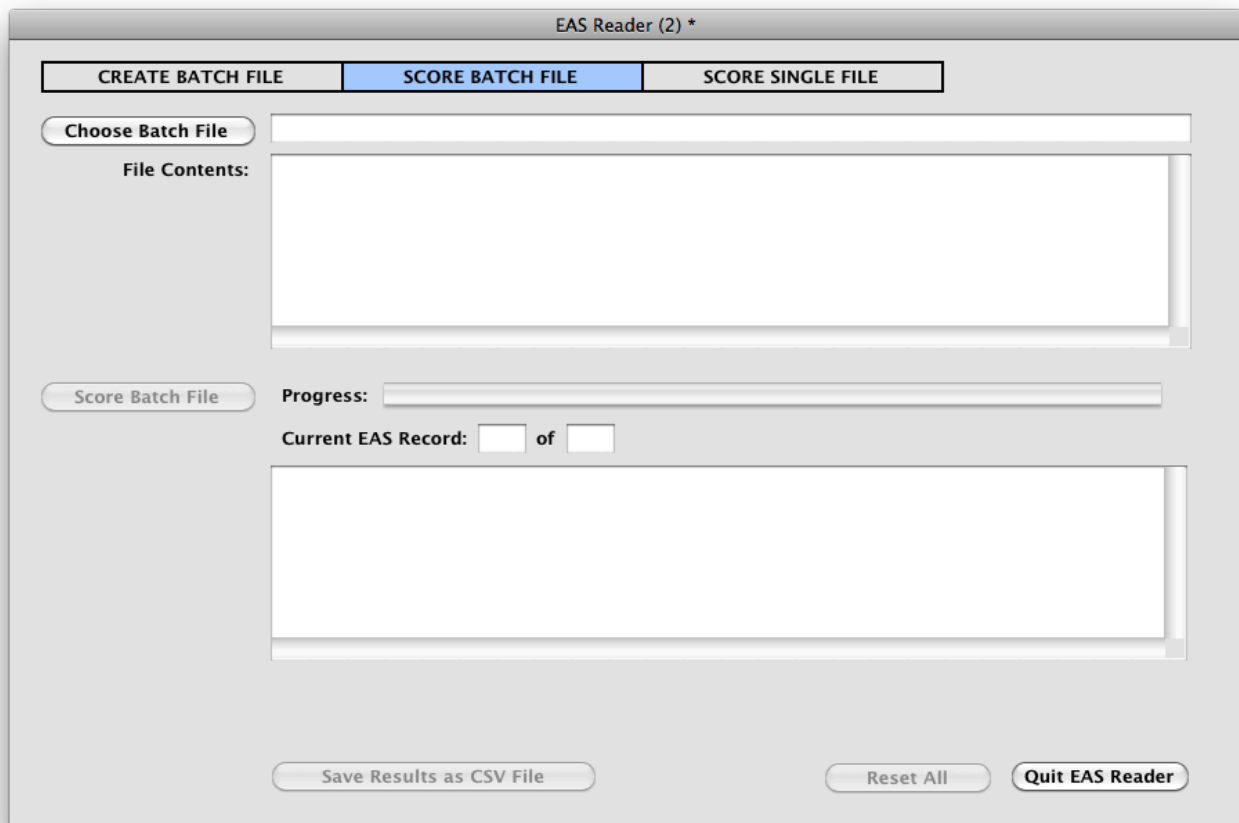 EAS Reader (2) *
CREATE BATCH FILE SCORE BATCH FILE SCORE SINGLE FILE
Choose Batch File
File Contents:
Score Batch File Progress:
Current EAS Record: of
Save Results as CSV File Reset All Quit EAS Reader